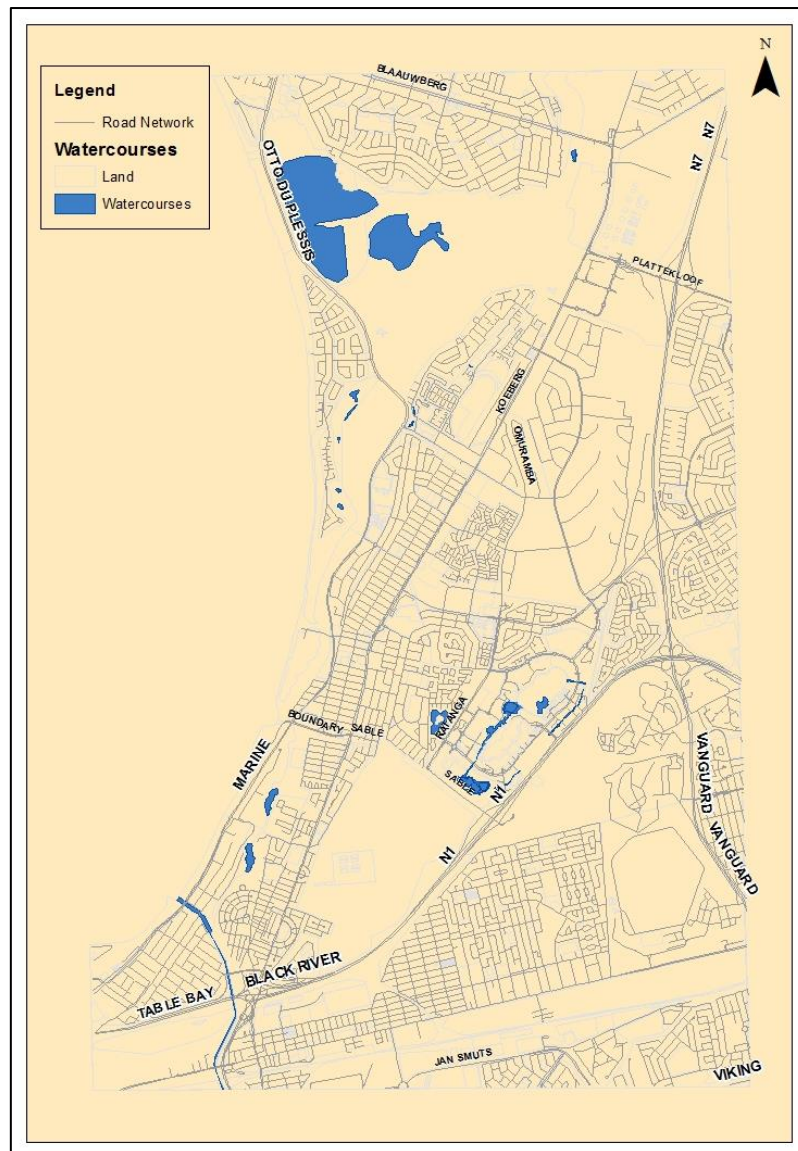 N
BLAAUWBERG
Legend
Road Network
Watercourses
Land
Watercourses
N7
N7
OTTO DU PLESSIS
PLATTEKLOOF
KOEBERG
OMURAMBA
RATANGA
BOUNDARY SABLE
MARINE
SABLE
N1
N1
VANGUARD
VANGUARD
BLACK RIVER
TABLE BAY
JAN SMUTS
VIKING